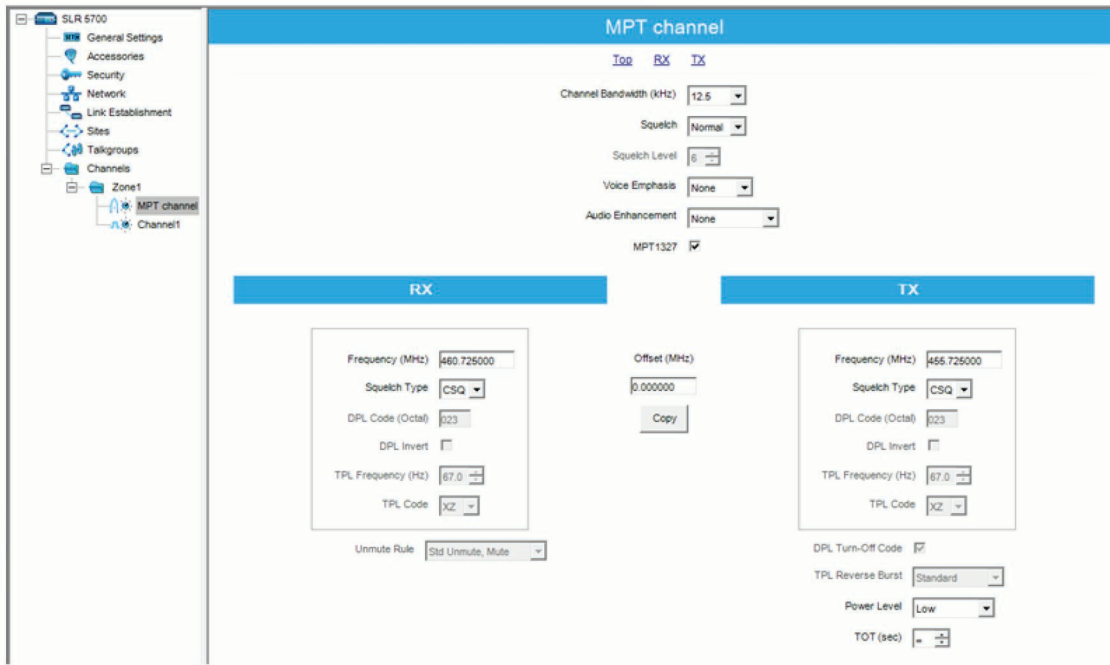 SLR 5700
General Settings
Accessories
Security
Network
Link Establishment
Sites
Talkgroups
Channels
Zone1
MPT channel
Channel1
MPT channel
Top RX TX
Channel Bandwidth (kHz) 12.5
Squelch Normal
Squelch Level 6
Voice Emphasis None
Audio Enhancement None
MPT1327
RX
Frequency (MHz) 460.725000
Squelch Type CSQ
DPL Code (Octal) 023
DPL Invert
TPL Frequency (Hz) 67.0
TPL Code XZ
Unmute Rule Std Unmute, Mute
Offset (MHz)
0.000000
Copy
TX
Frequency (MHz) 455.725000
Squelch Type CSQ
DPL Code (Octal) 023
DPL Invert
TPL Frequency (Hz) 67.0
TPL Code XZ
DPL Turn-Off Code
TPL Reverse Burst Standard
Power Level Low
TOT (sec)